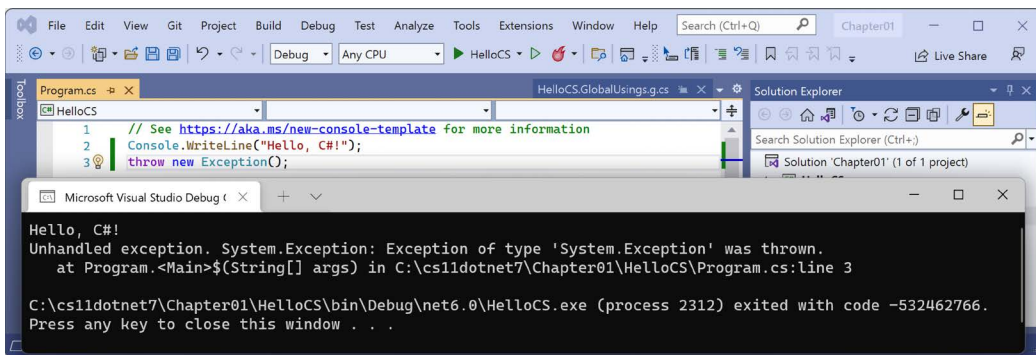 File Edit View Git Project Build Debug Test Analyze Tools Extensions Window Help Search (Ctrl+Q) Chapter01
Debug Any CPU HelloCS Live Share
Toolbox
Program.cs HelloCS.GlobalUsings.g.cs Solution Explorer
C# HelloCS
Search Solution Explorer (Ctrl+;)
1 // See https://aka.ms/new-console-template for more information
2 Console.WriteLine("Hello, C#!");
3 throw new Exception();
Solution 'Chapter01' (1 of 1 project)
Microsoft Visual Studio Debug
Hello, C#!
Unhandled exception. System.Exception: Exception of type 'System.Exception' was thrown.
at Program.<Main>$(String[] args) in C:\cs11dotnet7\Chapter01\HelloCS\Program.cs:line 3
C:\cs11dotnet7\Chapter01\HelloCS\bin\Debug\net6.0\HelloCS.exe (process 2312) exited with code -532462766.
Press any key to close this window . . .